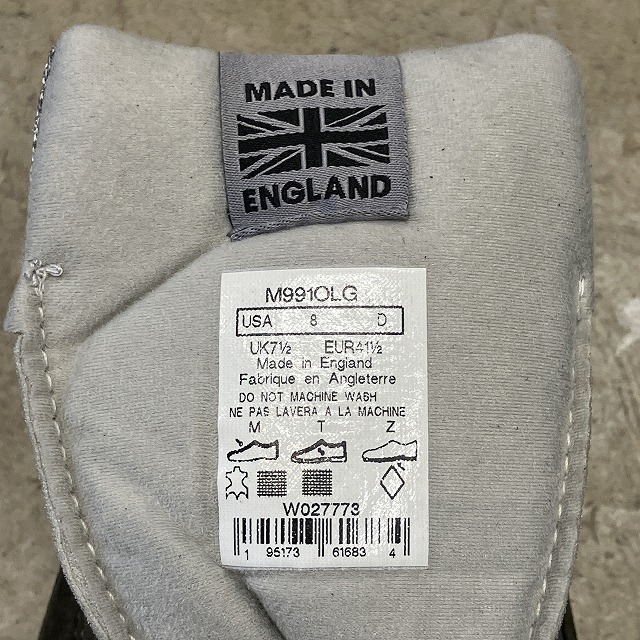 MADE IN
ENGLAND
M991OLG
USA 8 D
UK7½ EUR41½
Made in England
Fabrique en Angleterre
DO NOT MACHINE WASH
NE PAS LAVERA A LA MACHINE
M T Z
W027773
1 95173 61683 4